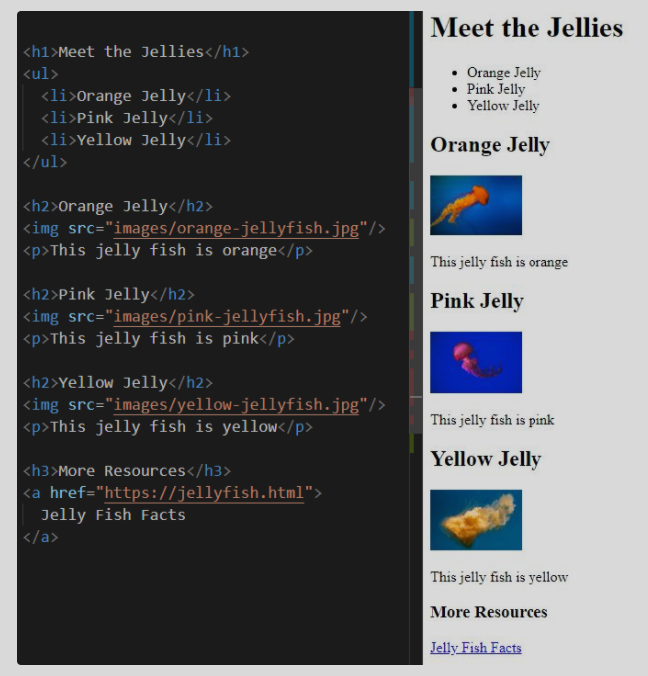 <h1>Meet the Jellies</h1>
<ul>
<li>Orange Jelly</li>
<li>Pink Jelly</li>
<li>Yellow Jelly</li>
</ul>
<h2>Orange Jelly</h2>
<img src="images/orange-jellyfish.jpg"/>
<p>This jelly fish is orange</p>
<h2>Pink Jelly</h2>
<img src="images/pink-jellyfish.jpg"/>
<p>This jelly fish is pink</p>
<h2>Yellow Jelly</h2>
<img src="images/yellow-jellyfish.jpg"/>
<p>This jelly fish is yellow</p>
<h3>More Resources</h3>
<a href="https://jellyfish.html">
Jelly Fish Facts
</a>
Meet the Jellies
• Orange Jelly
• Pink Jelly
• Yellow Jelly
Orange Jelly
This jelly fish is orange
Pink Jelly
This jelly fish is pink
Yellow Jelly
This jelly fish is yellow
More Resources
Jelly Fish Facts